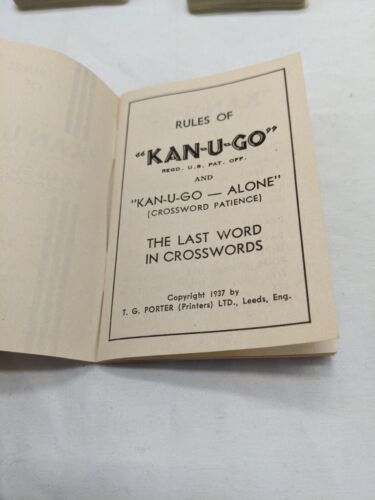 RULES OF
"KAN-U-GO"
REGD. U.S. PAT. OFF.
AND
"KAN-U-GO — ALONE"
(CROSSWORD PATIENCE)
THE LAST WORD
IN CROSSWORDS
Copyright 1937 by
T. G. PORTER (Printers) LTD., Leeds, Eng.